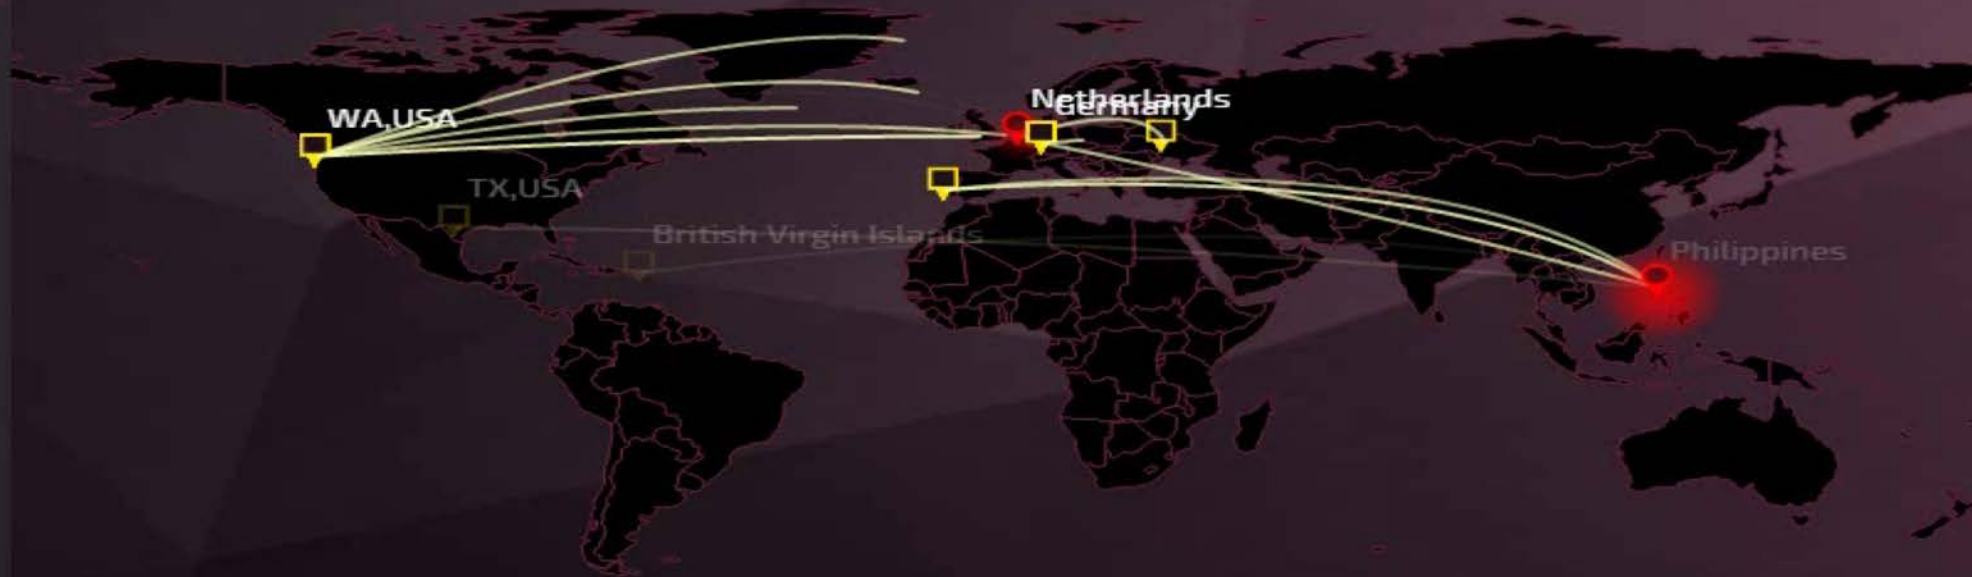 Netherlands
Germany
WA,USA
TX,USA
British Virgin Islands
Philippines